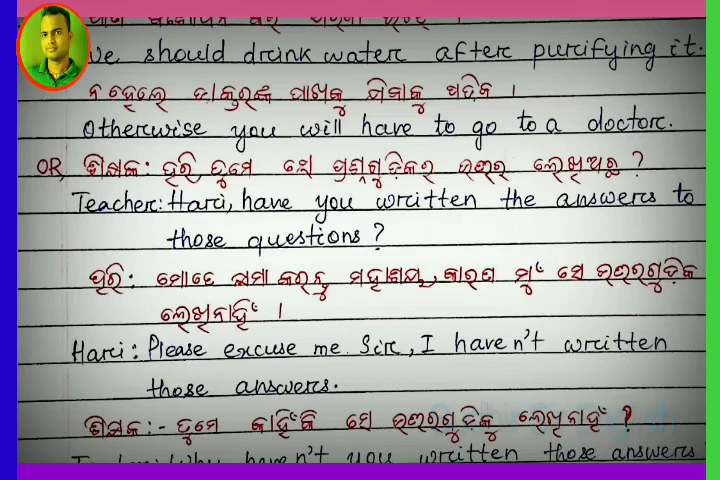 We should drink water after purifying it.
ନହେଲେ ଡାକ୍ତରଙ୍କ ପାଖକୁ ଯିବାକୁ ପଡ଼ିବ ।
Otherwise you will have to go to a doctor.
OR, ଶିକ୍ଷକ: ହରି, ତୁମେ ସେ ପ୍ରଶ୍ନଗୁଡ଼ିକର ଉତ୍ତର ଲେଖିଅଛ ?
Teacher: Hari, have you written the answers to
those questions?
ହରି: ମୋତେ କ୍ଷମା କରନ୍ତୁ ମହାଶୟ, କାରଣ ମୁଁ ସେ ଉତ୍ତରଗୁଡ଼ିକ
ଲେଖିନାହିଁ ।
Hari: Please excuse me Sir, I haven't written
those answers.
ଶିକ୍ଷକ:- ତୁମେ କାହିଁକି ସେ ଉତ୍ତରଗୁଡ଼ିକୁ ଲେଖିନାହଁ ?
haven't you written those answers